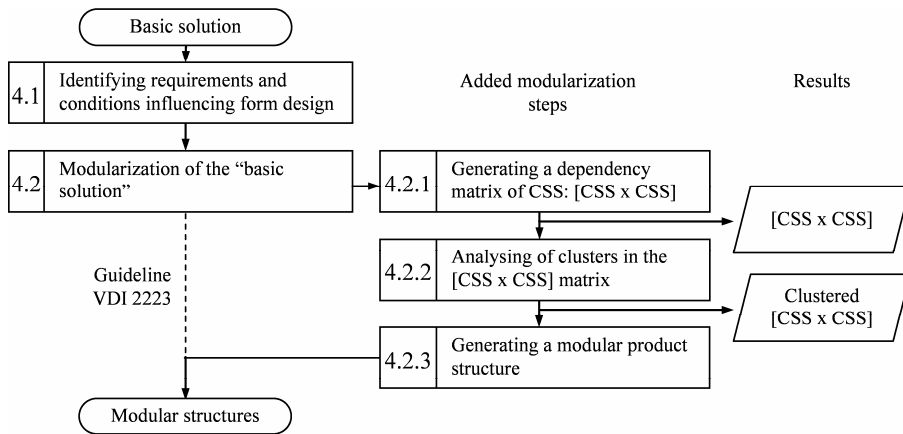 Basic solution
4.1
Identifying requirements and
conditions influencing form design
Added modularization
steps
Results
4.2
Modularization of the “basic
solution”
4.2.1
Generating a dependency
matrix of CSS: [CSS x CSS]
[CSS x CSS]
4.2.2
Analysing of clusters in the
[CSS x CSS] matrix
Guideline
VDI 2223
Clustered
[CSS x CSS]
4.2.3
Generating a modular product
structure
Modular structures